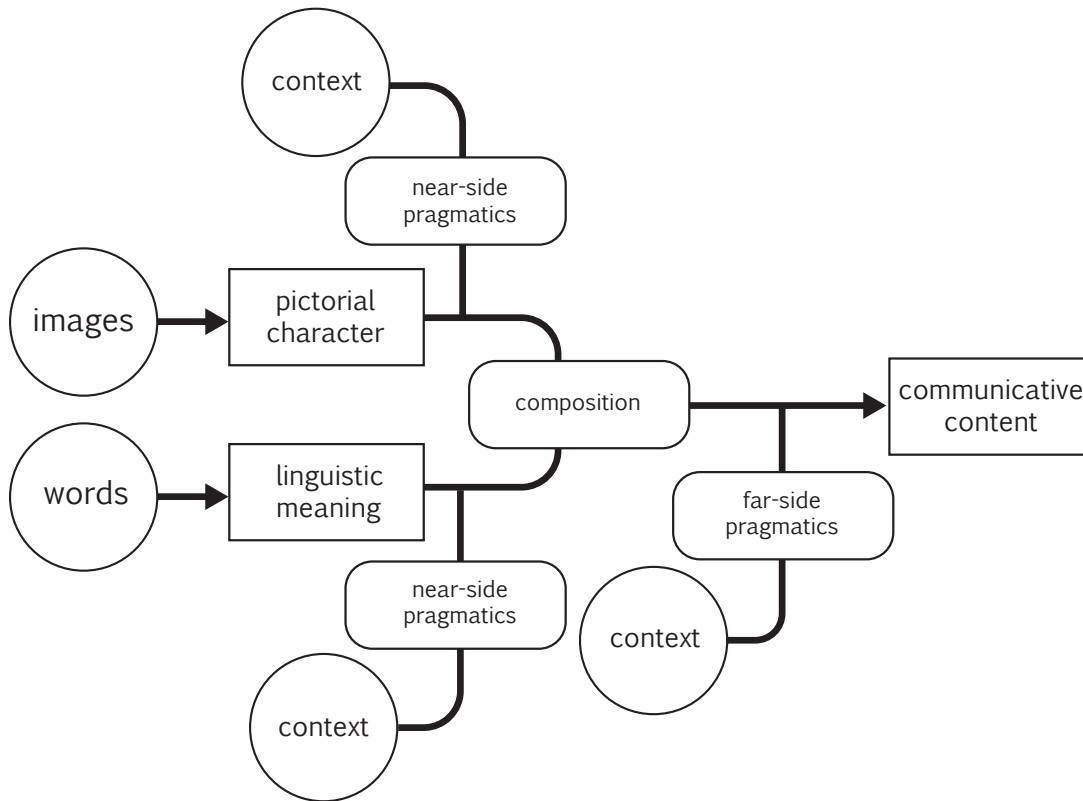 context
near-side
pragmatics
images
pictorial
character
composition
communicative
content
words
linguistic
meaning
far-side
pragmatics
near-side
pragmatics
context
context